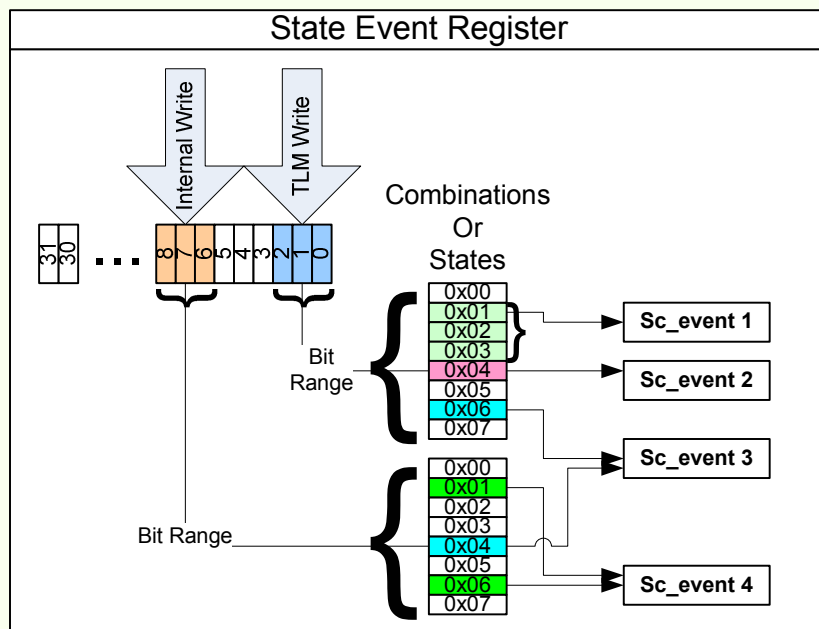 State Event Register
Internal Write
TLM Write
31
30
...
8
7
6
5
4
3
2
1
0
Combinations
Or
States
0x00
0x01
0x02
0x03
0x04
0x05
0x06
0x07
Sc_event 1
Sc_event 2
Sc_event 3
Bit
Range
Bit Range
0x00
0x01
0x02
0x03
0x04
0x05
0x06
0x07
Sc_event 4